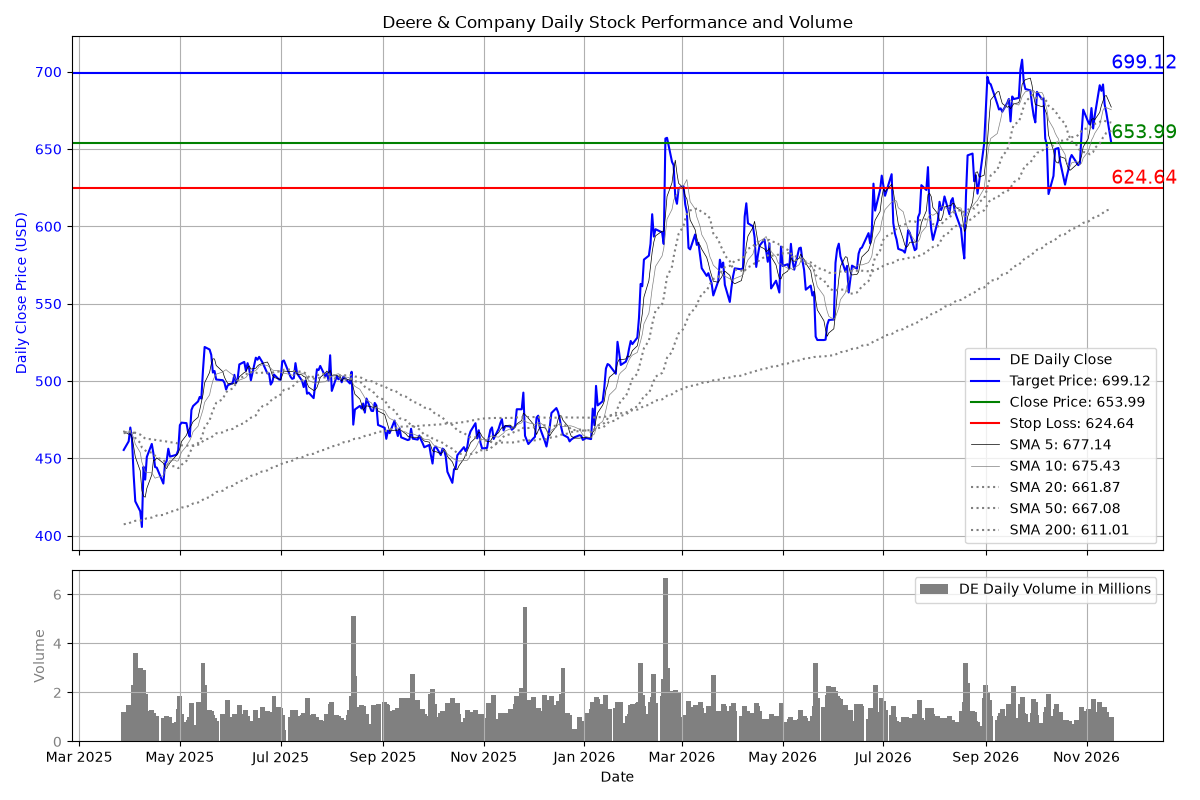 Deere & Company Daily Stock Performance and Volume
700
650
600
550
500
450
400
Daily Close Price (USD)
699.12
653.99
624.64
DE Daily Close
Target Price: 699.12
Close Price: 653.99
Stop Loss: 624.64
SMA 5: 677.14
SMA 10: 675.43
SMA 20: 661.87
SMA 50: 667.08
SMA 200: 611.01
6
4
2
0
Volume
DE Daily Volume in Millions
Mar 2025 May 2025 Jul 2025 Sep 2025 Nov 2025 Jan 2026 Mar 2026 May 2026 Jul 2026 Sep 2026 Nov 2026
Date